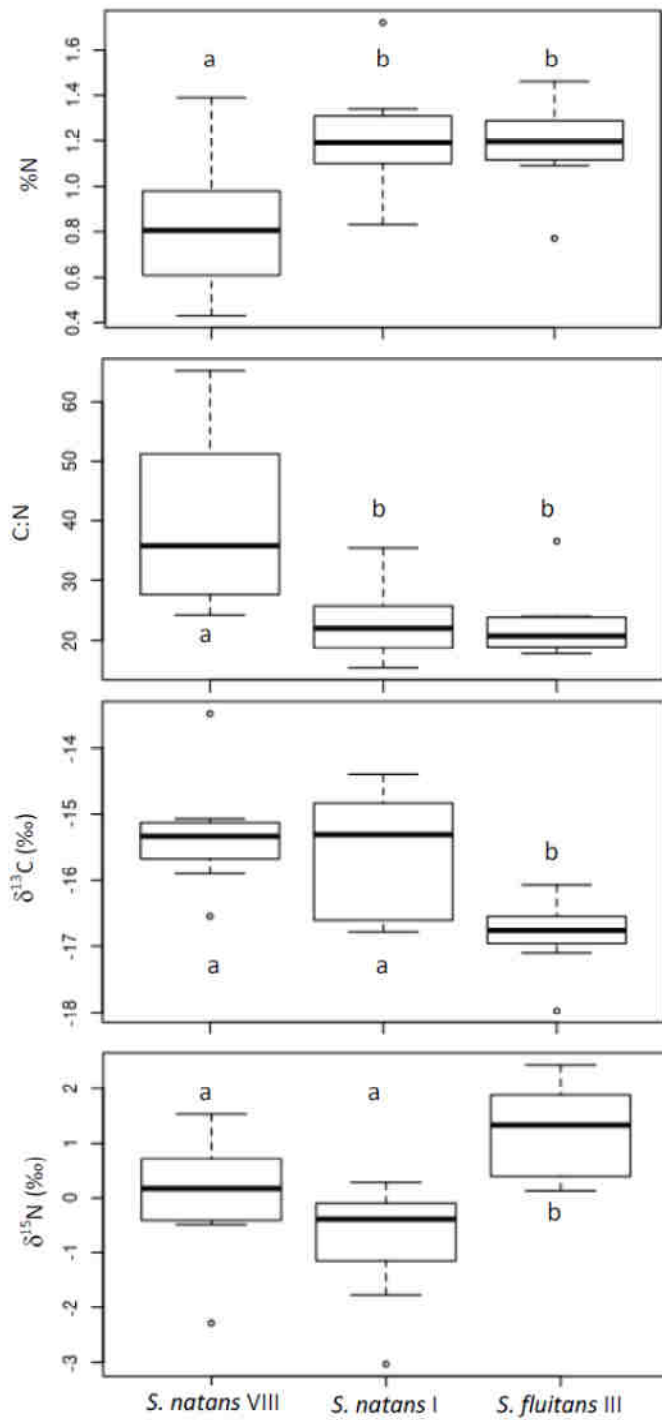 %N
1.6
1.4
1.2
1.0
0.8
0.6
0.4
a
b
b
C:N
60
50
40
30
20
a
b
b
δ¹³C (‰)
-14
-15
-16
-17
-18
a
a
b
δ¹⁵N (‰)
2
1
0
-1
-2
-3
a
a
b
S. natans VIII
S. natans I
S. fluitans III